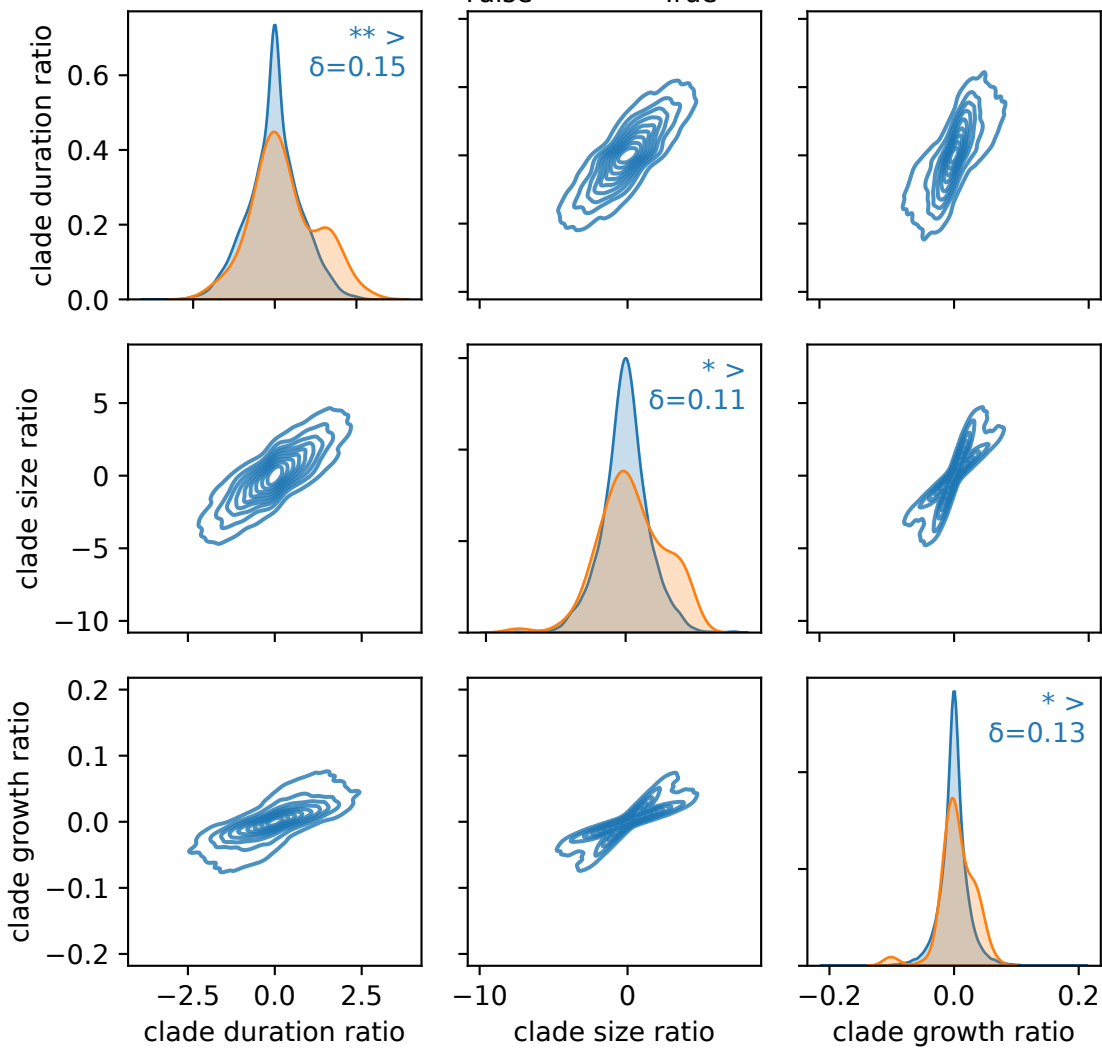 True
clade duration ratio
0.6
0.4
0.2
0.0
** >
δ=0.15
clade size ratio
5
0
−5
−10
* >
δ=0.11
clade growth ratio
0.2
0.1
0.0
−0.1
−0.2
* >
δ=0.13
−2.5
0.0
2.5
−10
0
−0.2
0.0
0.2
clade duration ratio
clade size ratio
clade growth ratio